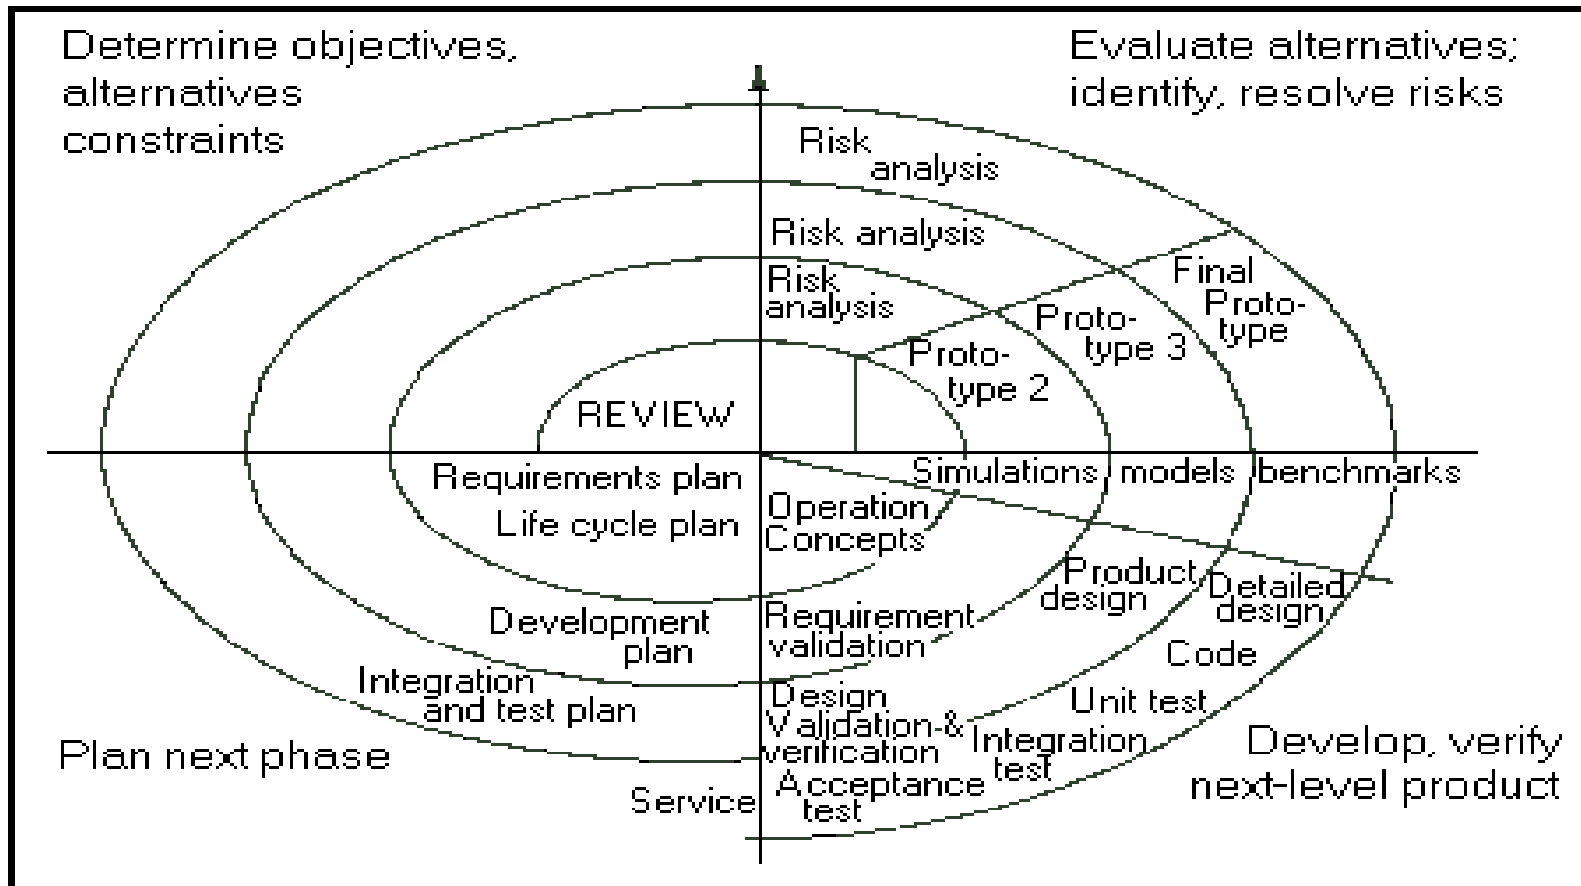 Determine objectives,
alternatives
constraints
Evaluate alternatives;
identify, resolve risks
Risk
analysis
Risk analysis
Risk
analysis
Final
Proto-
type
Proto-
type 3
Proto-
type 2
REVIEW
Simulations models benchmarks
Requirements plan
Life cycle plan
Operation
Concepts
Product
design
Detailed
design
Development
plan
Requirement
validation
Code
Integration
and test plan
Design
Validation-&
verification
Unit test
Integration
test
Acceptance
test
Service
Plan next phase
Develop, verify
next-level product